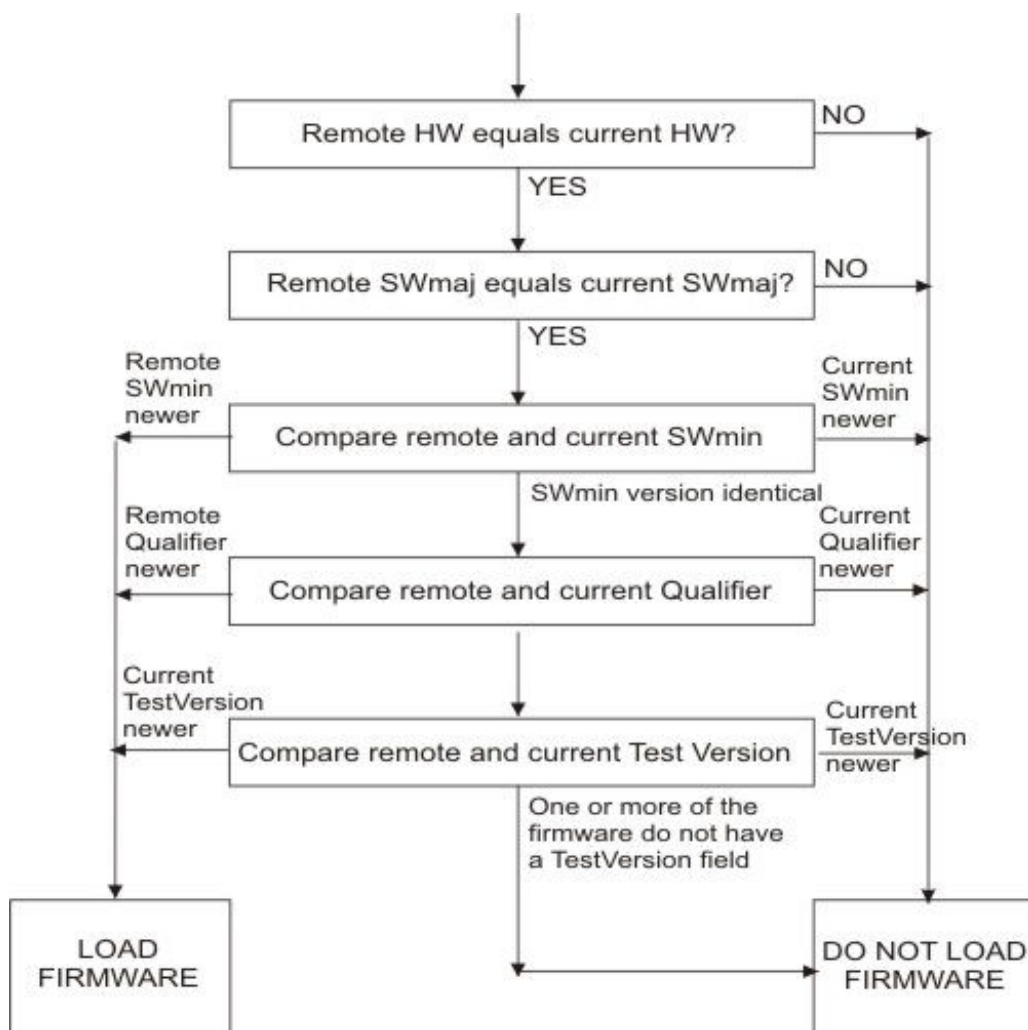 Remote HW equals current HW?
NO
YES
Remote SWmaj equals current SWmaj?
NO
YES
Remote
SWmin
newer
Current
SWmin
newer
Compare remote and current SWmin
SWmin version identical
Remote
Qualifier
newer
Current
Qualifier
newer
Compare remote and current Qualifier
Current
TestVersion
newer
Current
TestVersion
newer
Compare remote and current Test Version
One or more of the
firmware do not have
a TestVersion field
LOAD
FIRMWARE
DO NOT LOAD
FIRMWARE